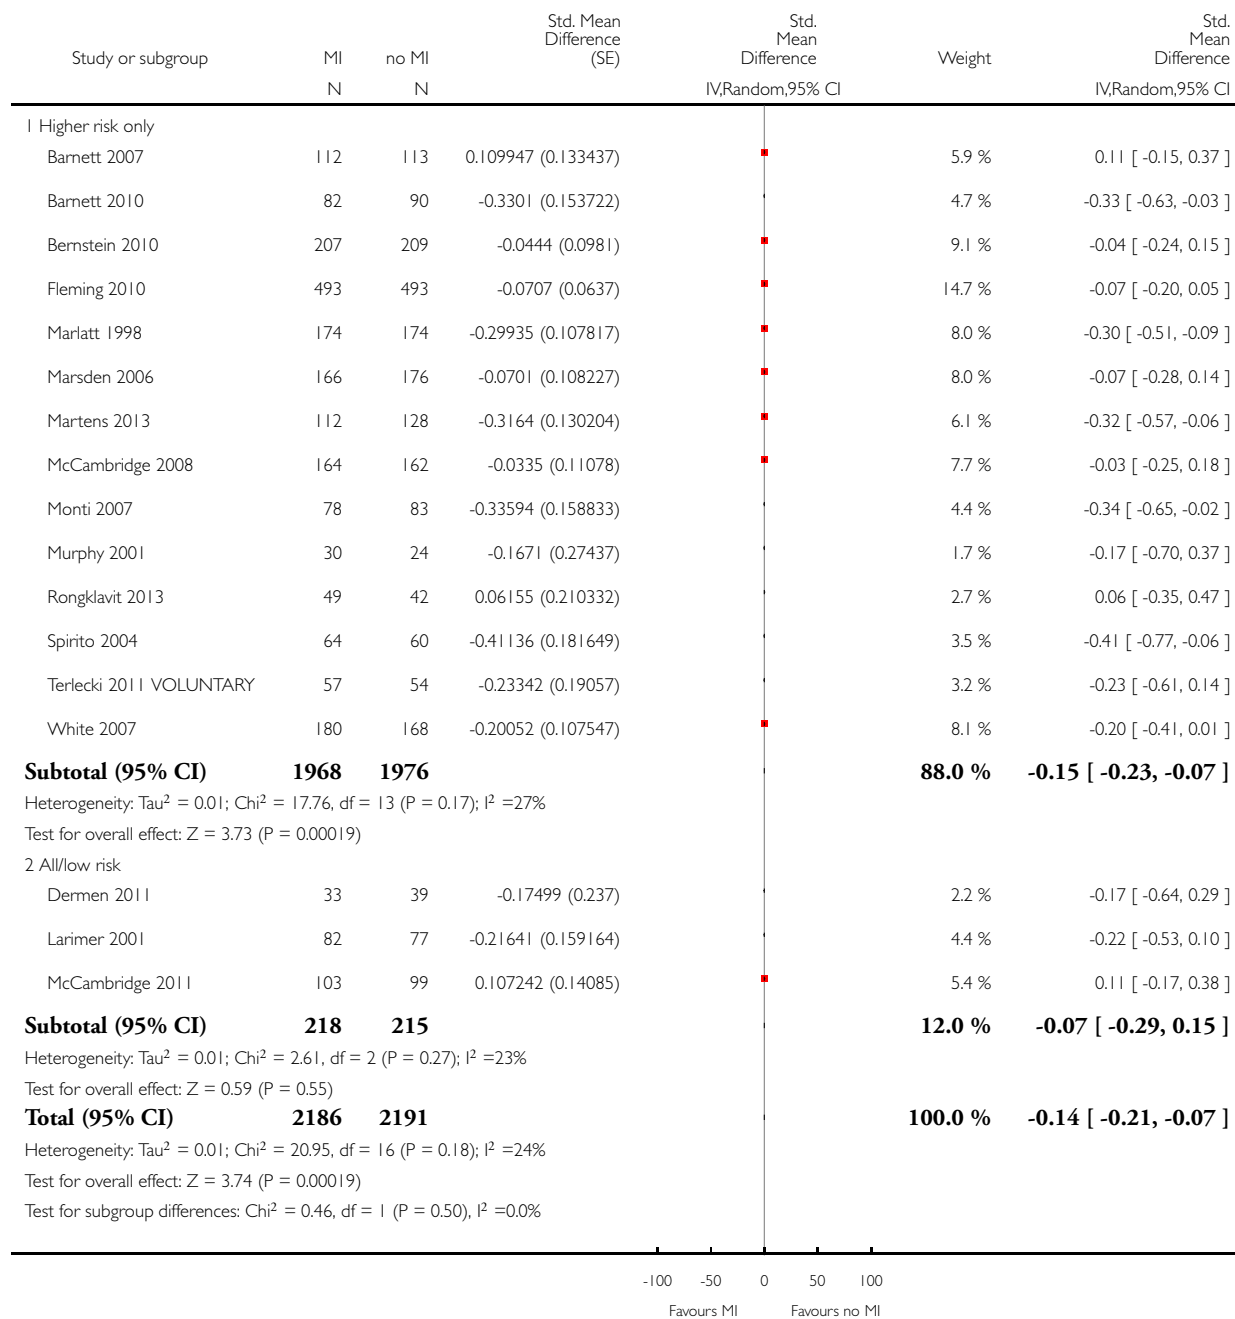 Std. Mean Difference (SE)
Std. Mean Difference
Std. Mean Difference
Study or subgroup MI no MI Weight
N N IV,Random,95% CI IV,Random,95% CI
1 Higher risk only
Barnett 2007 112 113 0.109947 (0.133437) 5.9 % 0.11 [ -0.15, 0.37 ]
Barnett 2010 82 90 -0.3301 (0.153722) 4.7 % -0.33 [ -0.63, -0.03 ]
Bernstein 2010 207 209 -0.0444 (0.0981) 9.1 % -0.04 [ -0.24, 0.15 ]
Fleming 2010 493 493 -0.0707 (0.0637) 14.7 % -0.07 [ -0.20, 0.05 ]
Marlatt 1998 174 174 -0.29935 (0.107817) 8.0 % -0.30 [ -0.51, -0.09 ]
Marsden 2006 166 176 -0.0701 (0.108227) 8.0 % -0.07 [ -0.28, 0.14 ]
Martens 2013 112 128 -0.3164 (0.130204) 6.1 % -0.32 [ -0.57, -0.06 ]
McCambridge 2008 164 162 -0.0335 (0.11078) 7.7 % -0.03 [ -0.25, 0.18 ]
Monti 2007 78 83 -0.33594 (0.158833) 4.4 % -0.34 [ -0.65, -0.02 ]
Murphy 2001 30 24 -0.1671 (0.27437) 1.7 % -0.17 [ -0.70, 0.37 ]
Rongklavit 2013 49 42 0.06155 (0.210332) 2.7 % 0.06 [ -0.35, 0.47 ]
Spirito 2004 64 60 -0.41136 (0.181649) 3.5 % -0.41 [ -0.77, -0.06 ]
Terlecki 2011 VOLUNTARY 57 54 -0.23342 (0.19057) 3.2 % -0.23 [ -0.61, 0.14 ]
White 2007 180 168 -0.20052 (0.107547) 8.1 % -0.20 [ -0.41, 0.01 ]
Subtotal (95% CI) 1968 1976 88.0 % -0.15 [ -0.23, -0.07 ]
Heterogeneity: Tau² = 0.01; Chi² = 17.76, df = 13 (P = 0.17); I² =27%
Test for overall effect: Z = 3.73 (P = 0.00019)
2 All/low risk
Dermen 2011 33 39 -0.17499 (0.237) 2.2 % -0.17 [ -0.64, 0.29 ]
Larimer 2001 82 77 -0.21641 (0.159164) 4.4 % -0.22 [ -0.53, 0.10 ]
McCambridge 2011 103 99 0.107242 (0.14085) 5.4 % 0.11 [ -0.17, 0.38 ]
Subtotal (95% CI) 218 215 12.0 % -0.07 [ -0.29, 0.15 ]
Heterogeneity: Tau² = 0.01; Chi² = 2.61, df = 2 (P = 0.27); I² =23%
Test for overall effect: Z = 0.59 (P = 0.55)
Total (95% CI) 2186 2191 100.0 % -0.14 [ -0.21, -0.07 ]
Heterogeneity: Tau² = 0.01; Chi² = 20.95, df = 16 (P = 0.18); I² =24%
Test for overall effect: Z = 3.74 (P = 0.00019)
Test for subgroup differences: Chi² = 0.46, df = 1 (P = 0.50), I² =0.0%
-100 -50 0 50 100
Favours MI Favours no MI